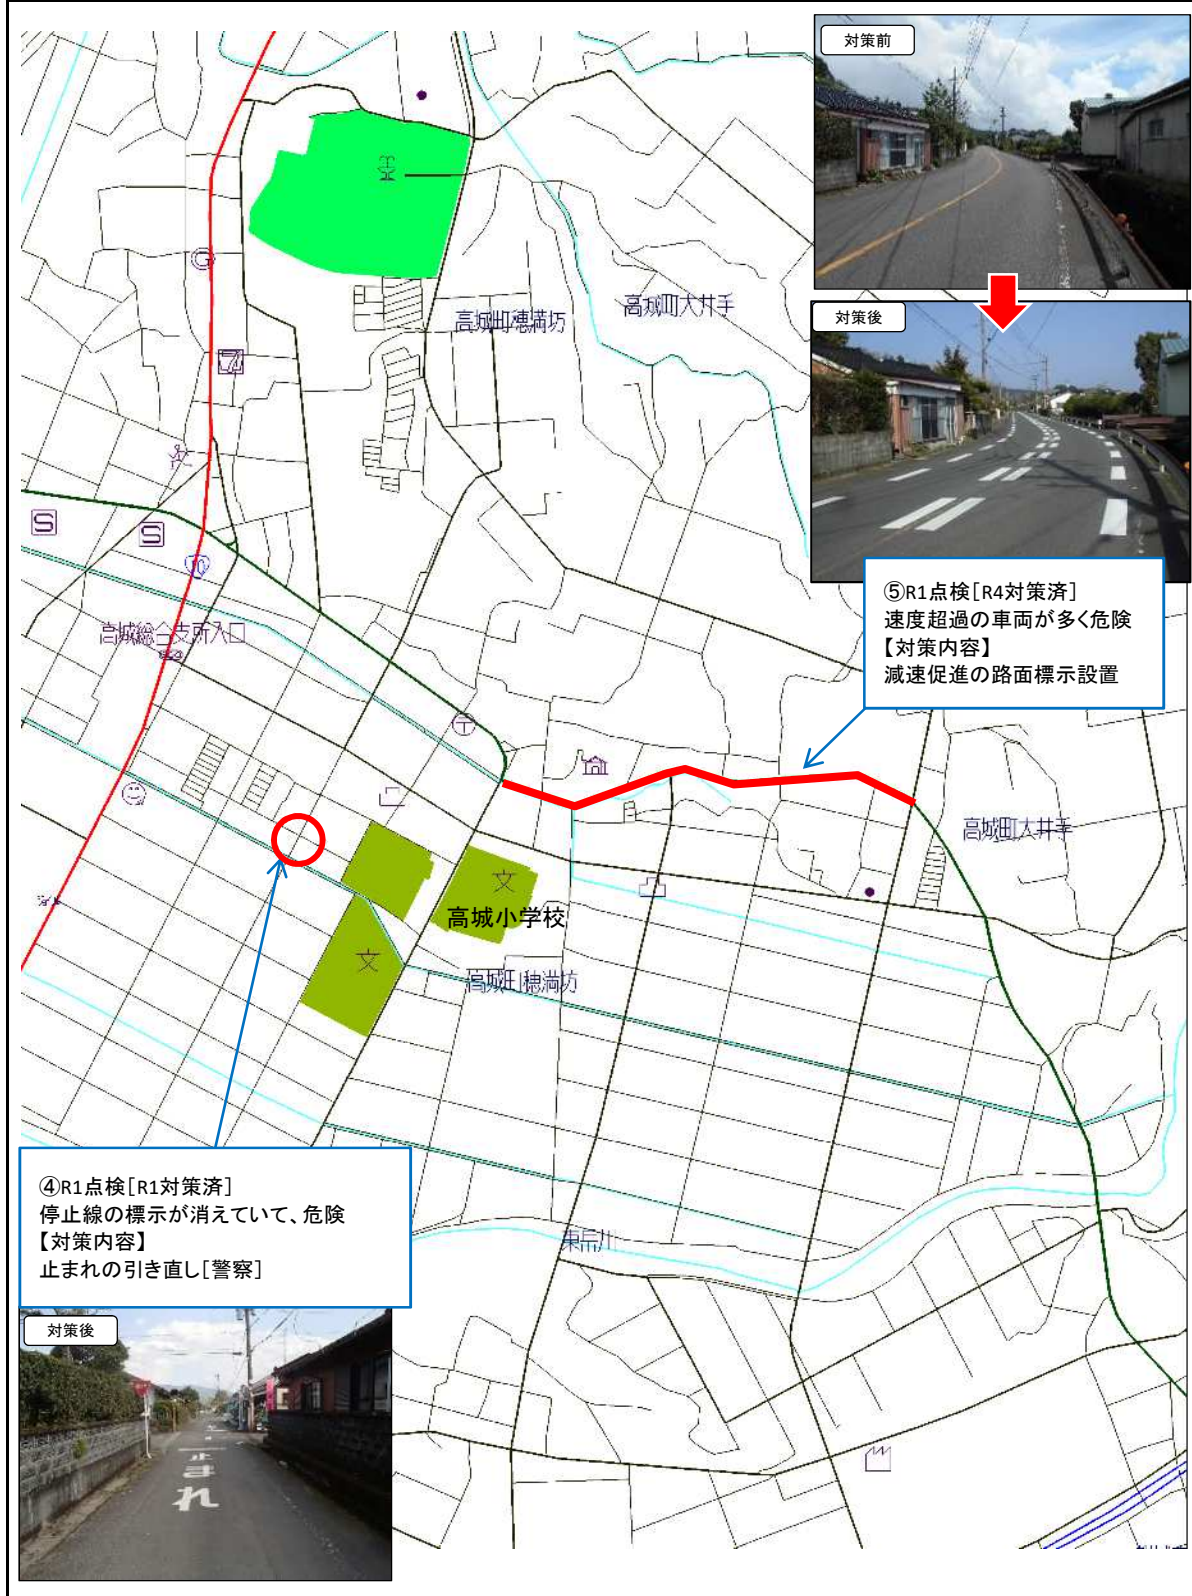 対策前
対策後
高城町穂満坊
高城町大井手
⑤R1点検[R4対策済]
速度超過の車両が多く危険
【対策内容】
減速促進の路面標示設置
高城総合支所入口
高城町大井手
文
高城小学校
文
高城町穂満坊
④R1点検[R1対策済]
停止線の標示が消えていて、危険
【対策内容】
止まれの引き直し[警察]
東岳川
対策後
止まれ